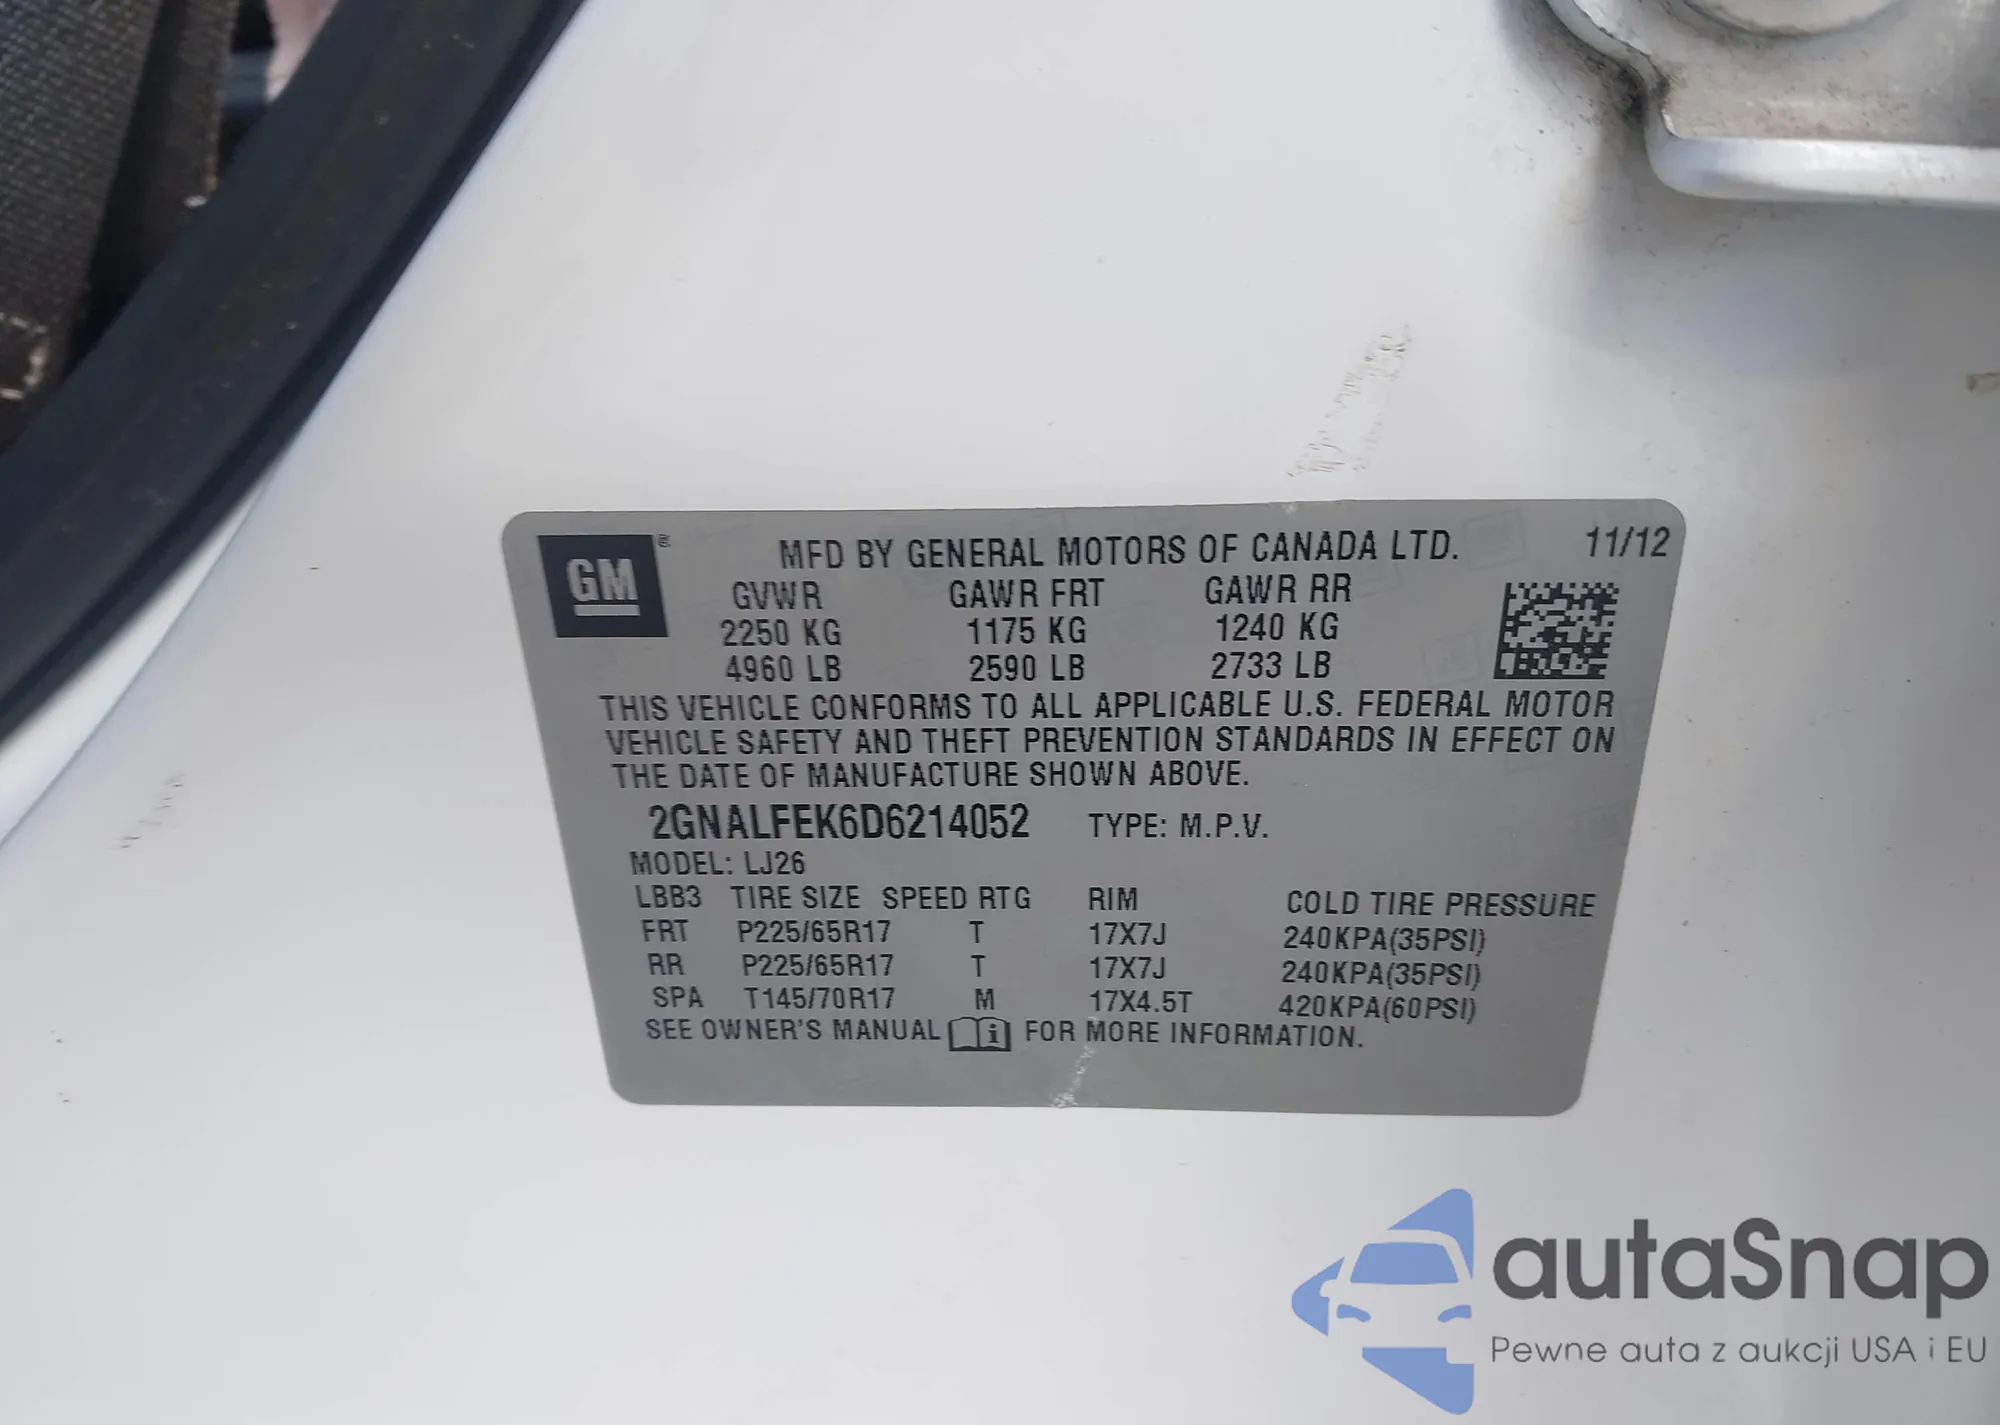 GM ®
MFD BY GENERAL MOTORS OF CANADA LTD. 11/12
GVWR GAWR FRT GAWR RR
2250 KG 1175 KG 1240 KG
4960 LB 2590 LB 2733 LB
THIS VEHICLE CONFORMS TO ALL APPLICABLE U.S. FEDERAL MOTOR
VEHICLE SAFETY AND THEFT PREVENTION STANDARDS IN EFFECT ON
THE DATE OF MANUFACTURE SHOWN ABOVE.
2GNALFEK6D6214052 TYPE: M.P.V.
MODEL: LJ26
LBB3 TIRE SIZE SPEED RTG RIM COLD TIRE PRESSURE
FRT P225/65R17 T 17X7J 240KPA(35PSI)
RR P225/65R17 T 17X7J 240KPA(35PSI)
SPA T145/70R17 M 17X4.5T 420KPA(60PSI)
SEE OWNER'S MANUAL i FOR MORE INFORMATION.
autaSnap
Pewne auta z aukcji USA i EU